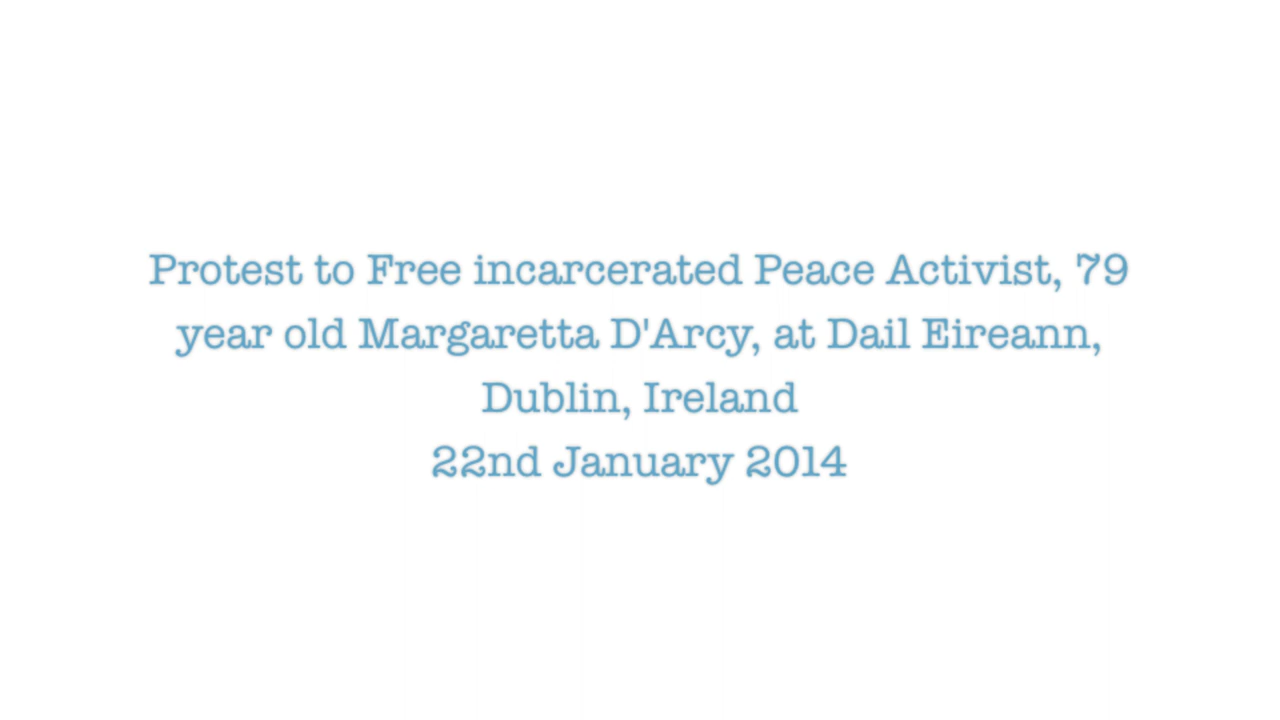 Protest to Free incarcerated Peace Activist, 79
year old Margaretta D'Arcy, at Dail Eireann,
Dublin, Ireland
22nd January 2014